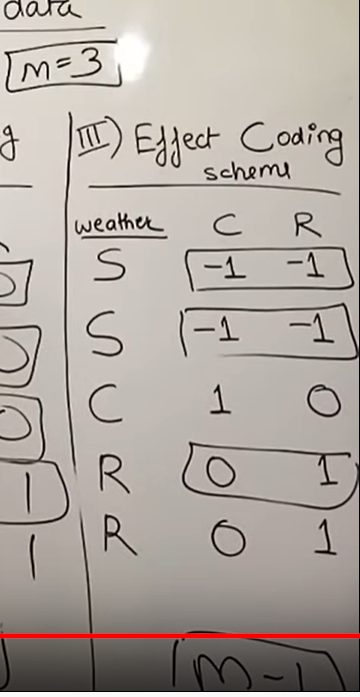 data
m=3
g
III) Effect Coding
scheme
weather C R
S -1 -1
0
S -1 -1
0
C 1 0
0
R 0 1
1
R 0 1
1
m-1